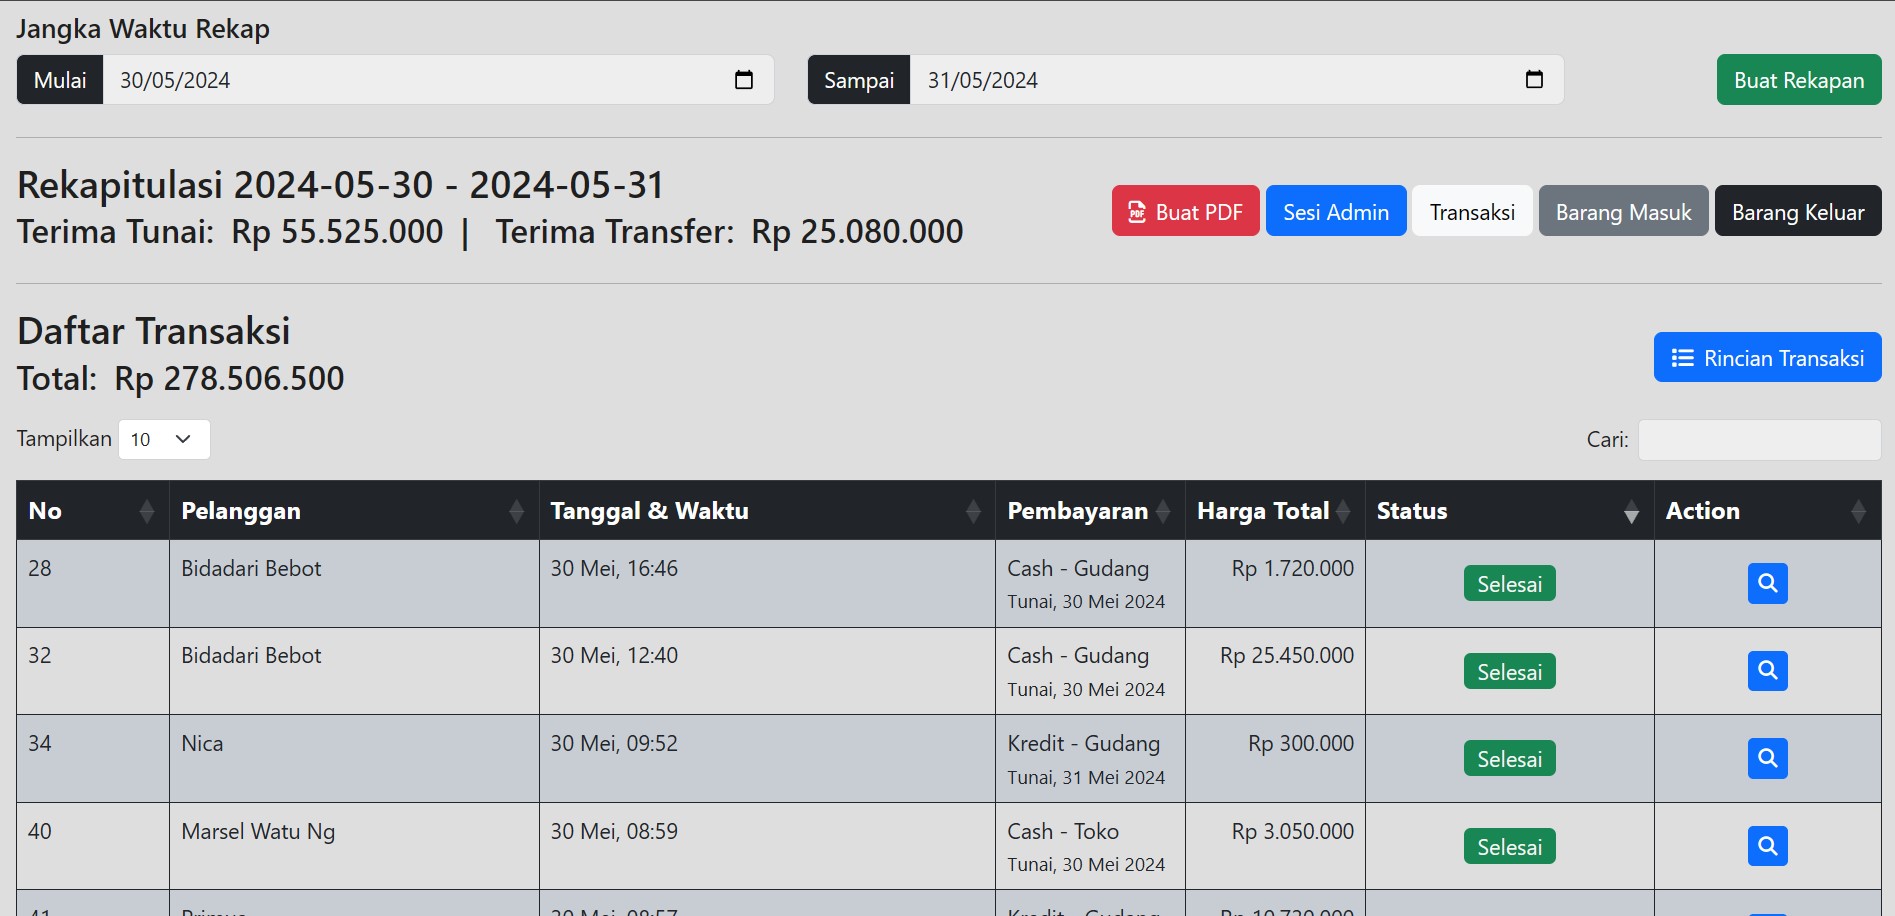 Jangka Waktu Rekap
Mulai 30/05/2024 Sampai 31/05/2024 Buat Rekapan
Rekapitulasi 2024-05-30 - 2024-05-31
Terima Tunai: Rp 55.525.000 | Terima Transfer: Rp 25.080.000
Buat PDF Sesi Admin Transaksi Barang Masuk Barang Keluar
Daftar Transaksi
Total: Rp 278.506.500
Rincian Transaksi
Tampilkan 10 Cari:
No Pelanggan Tanggal & Waktu Pembayaran Harga Total Status Action
28 Bidadari Bebot 30 Mei, 16:46 Cash - Gudang Rp 1.720.000 Selesai
Tunai, 30 Mei 2024
32 Bidadari Bebot 30 Mei, 12:40 Cash - Gudang Rp 25.450.000 Selesai
Tunai, 30 Mei 2024
34 Nica 30 Mei, 09:52 Kredit - Gudang Rp 300.000 Selesai
Tunai, 31 Mei 2024
40 Marsel Watu Ng 30 Mei, 08:59 Cash - Toko Rp 3.050.000 Selesai
Tunai, 30 Mei 2024
41 30 Mei, 08:57 Kredit - Gudang